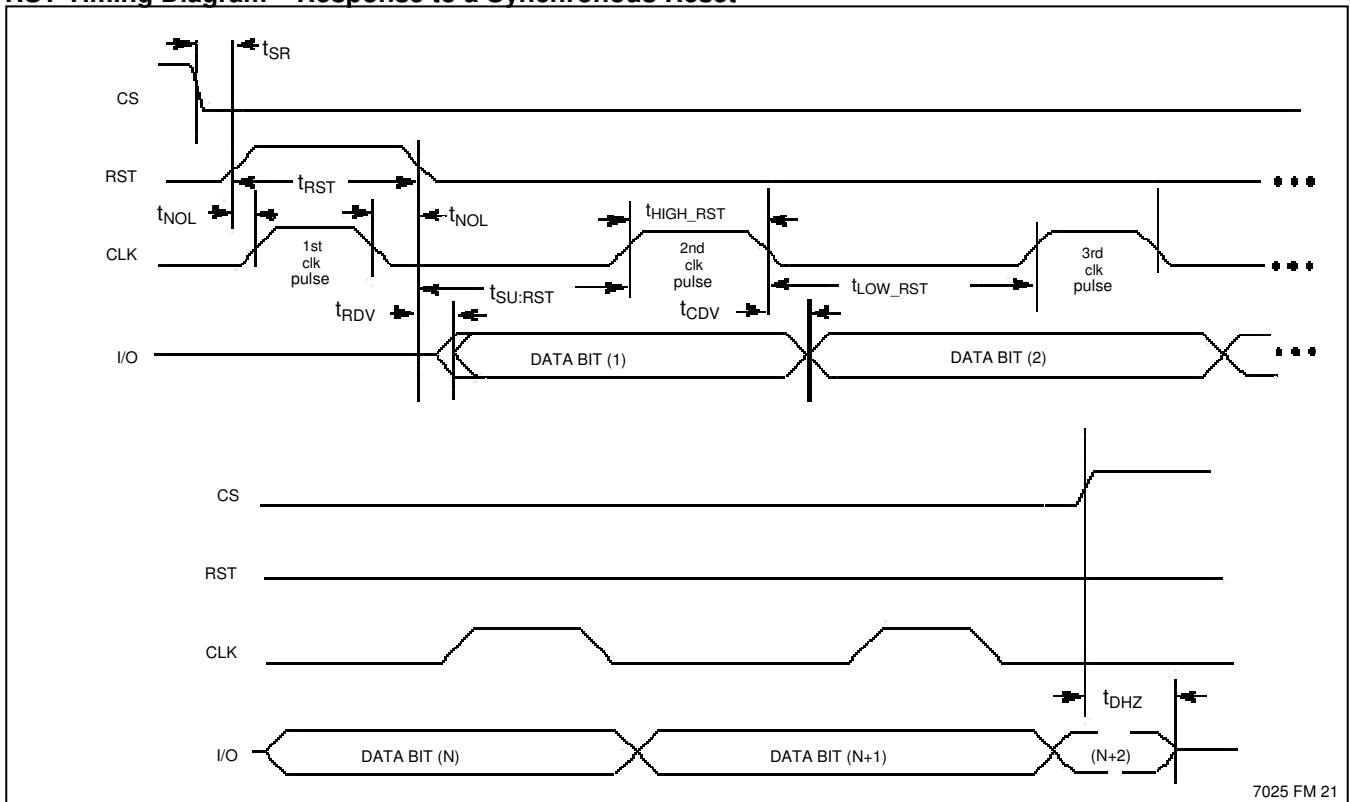 RST Timing Diagram – Response to a Synchronous Reset
tSR
CS
RST
tRST
tNOL
tNOL
tHIGH_RST
CLK
1st
clk
pulse
2nd
clk
pulse
3rd
clk
pulse
tSU:RST
tLOW_RST
tRDV
tCDV
I/O
DATA BIT (1)
DATA BIT (2)
CS
RST
CLK
tDHZ
I/O
DATA BIT (N)
DATA BIT (N+1)
(N+2)
7025 FM 21